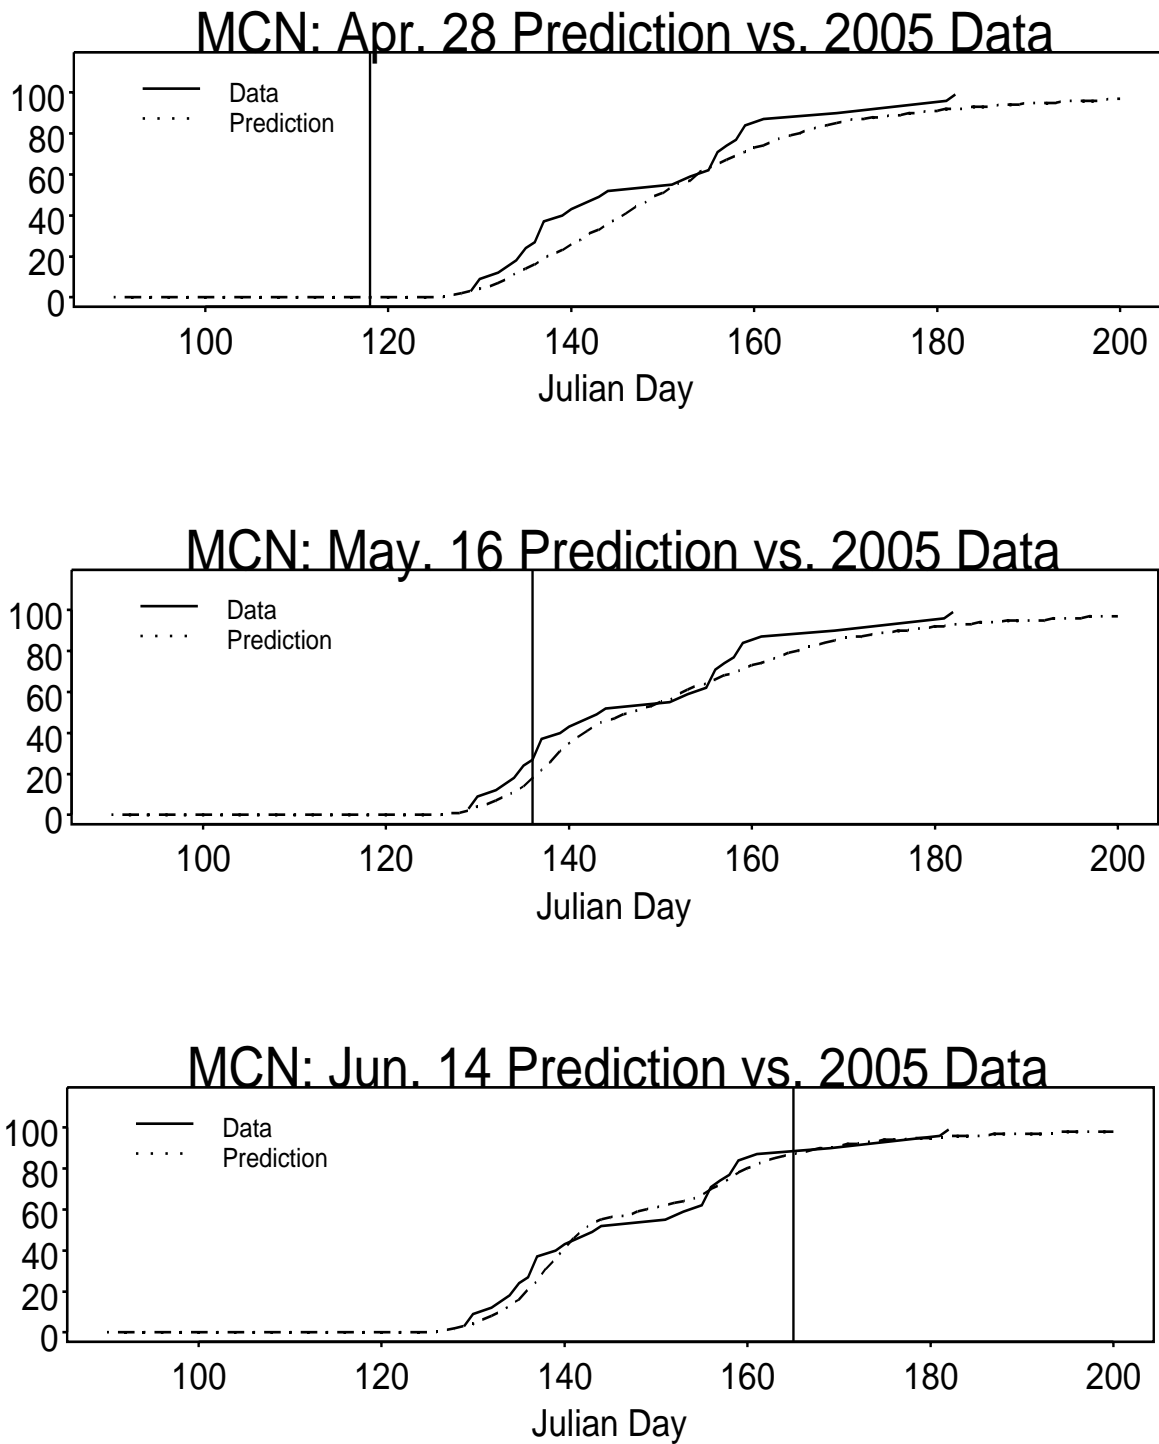 MCN: Apr. 28 Prediction vs. 2005 Data
Data
Prediction
100
80
60
40
20
0
100 120 140 160 180 200
Julian Day
MCN: May. 16 Prediction vs. 2005 Data
Data
Prediction
100
80
60
40
20
0
100 120 140 160 180 200
Julian Day
MCN: Jun. 14 Prediction vs. 2005 Data
Data
Prediction
100
80
60
40
20
0
100 120 140 160 180 200
Julian Day